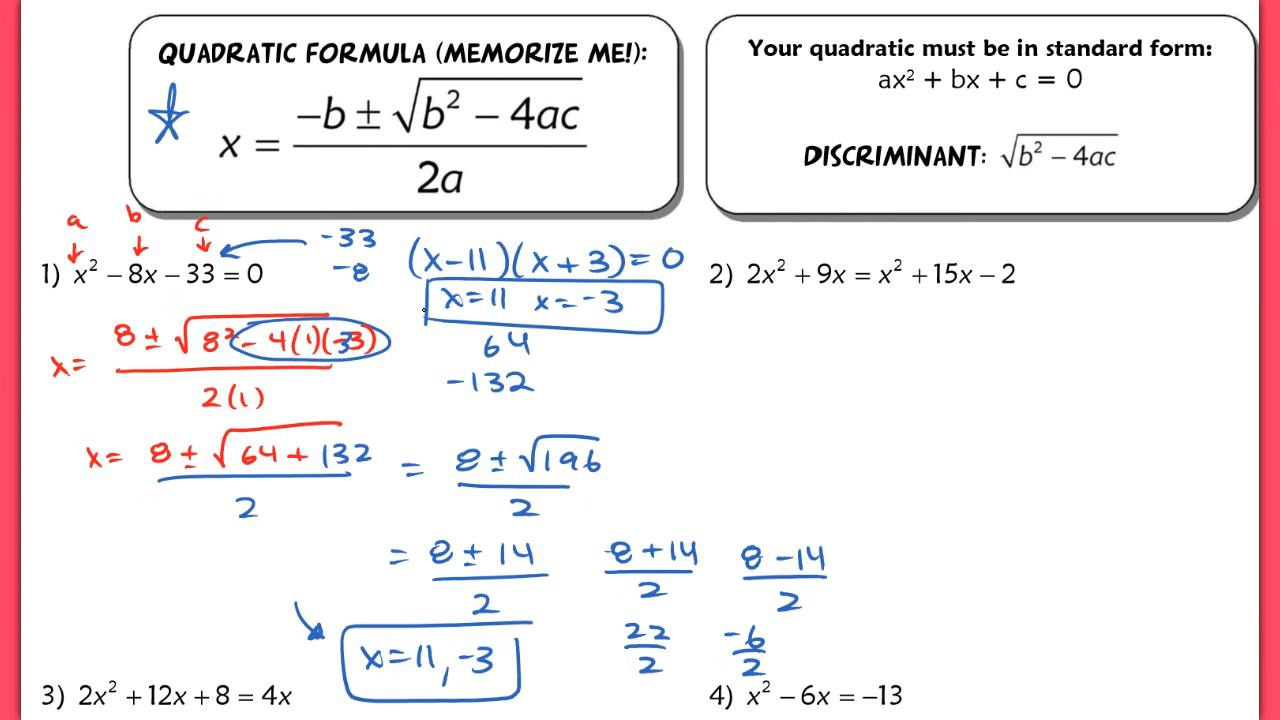 QUADRATIC FORMULA (MEMORIZE ME!):
x = (−b ± √(b² − 4ac)) / 2a
Your quadratic must be in standard form:
ax² + bx + c = 0
DISCRIMINANT: √(b² − 4ac)
a b c
1) x² − 8x − 33 = 0
-33
-8
(x-11)(x+3)=0
x=11 x=-3
64
-132
x= (8 ± √(8² - 4(1)(-33))) / 2(1)
x= (8 ± √(64 + 132)) / 2 = (8 ± √196) / 2
= (8 ± 14) / 2
(8+14) / 2 (8-14) / 2
22/2 -6/2
x=11, -3
2) 2x² + 9x = x² + 15x − 2
3) 2x² + 12x + 8 = 4x
4) x² − 6x = −13